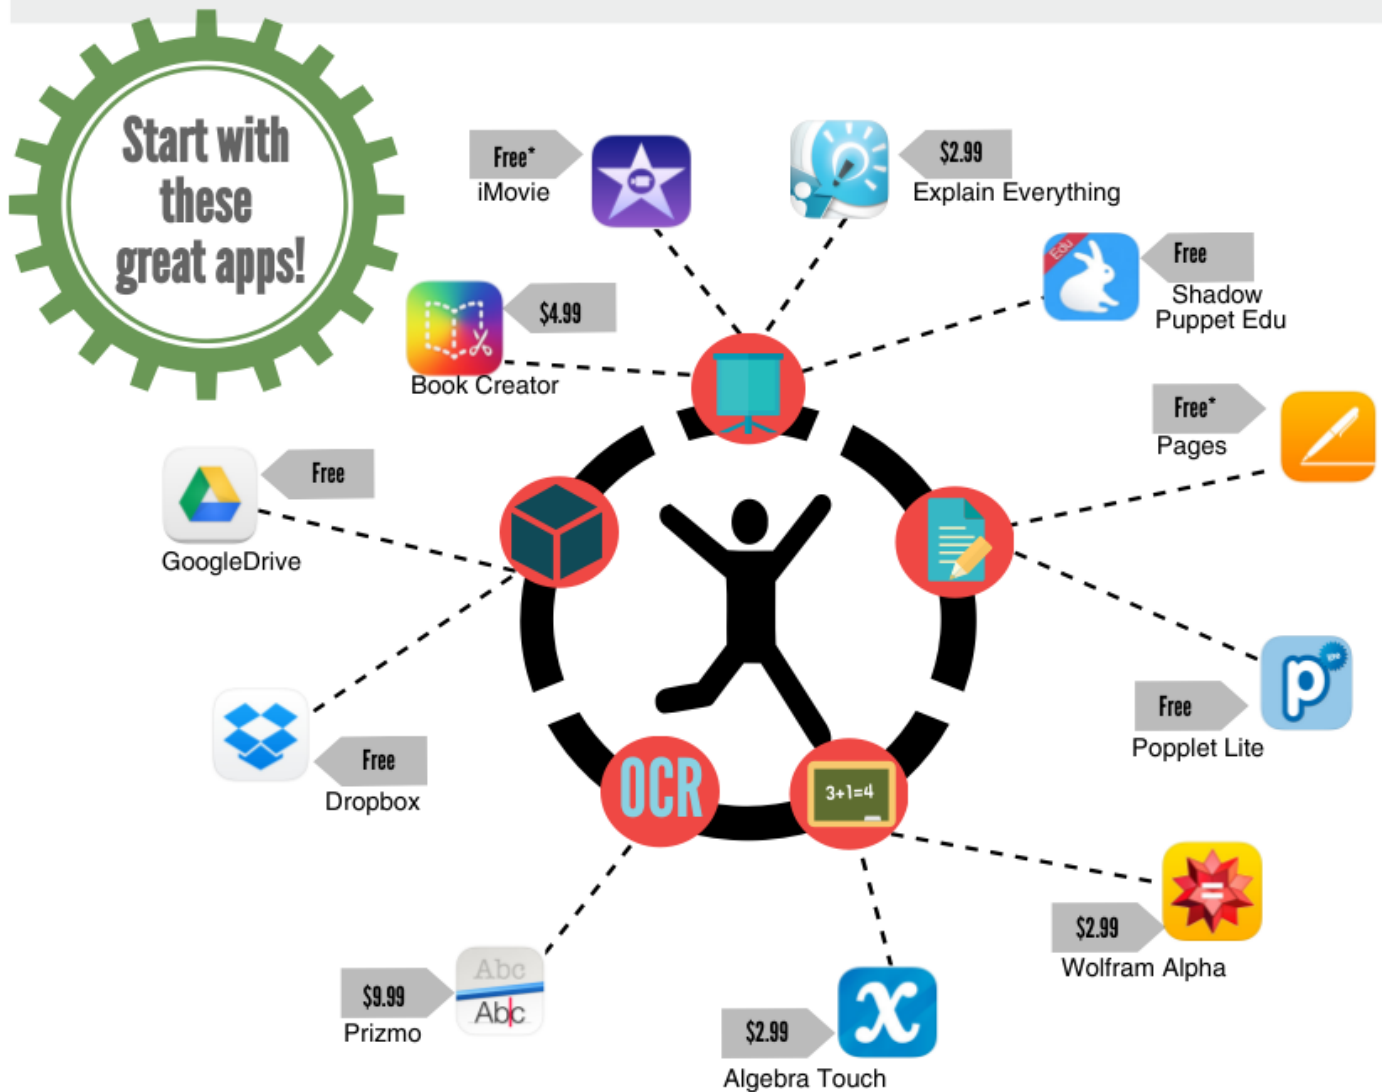 Start with
these
great apps!
Free*
iMovie
$2.99
Explain Everything
Edu
Free
Shadow
Puppet Edu
$4.99
Book Creator
Free*
Pages
Free
GoogleDrive
p
Free
Popplet Lite
Free
Dropbox
OCR
3+1=4
=
$2.99
Wolfram Alpha
Abc
Abc
$9.99
Prizmo
x
$2.99
Algebra Touch